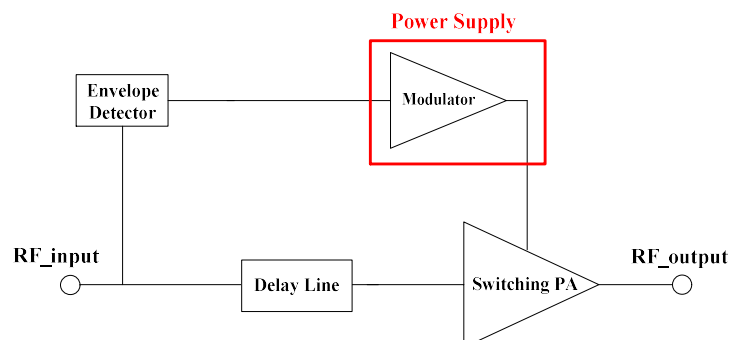 Power Supply
Envelope
Detector
Modulator
RF_input
RF_output
Delay Line
Switching PA